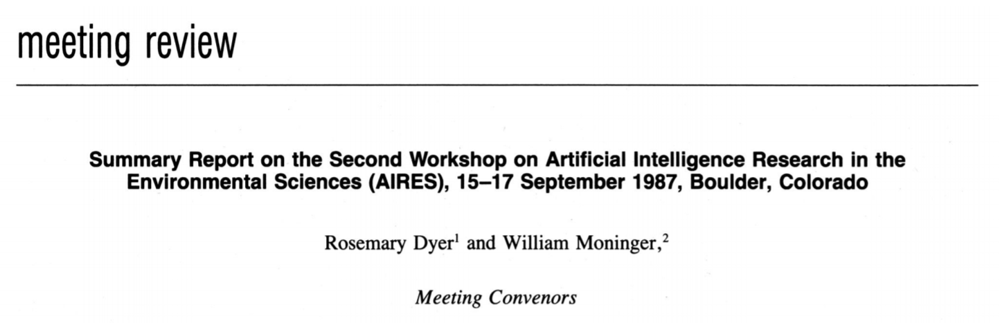 meeting review
Summary Report on the Second Workshop on Artificial Intelligence Research in the
Environmental Sciences (AIRES), 15–17 September 1987, Boulder, Colorado
Rosemary Dyer¹ and William Moninger,²
Meeting Convenors